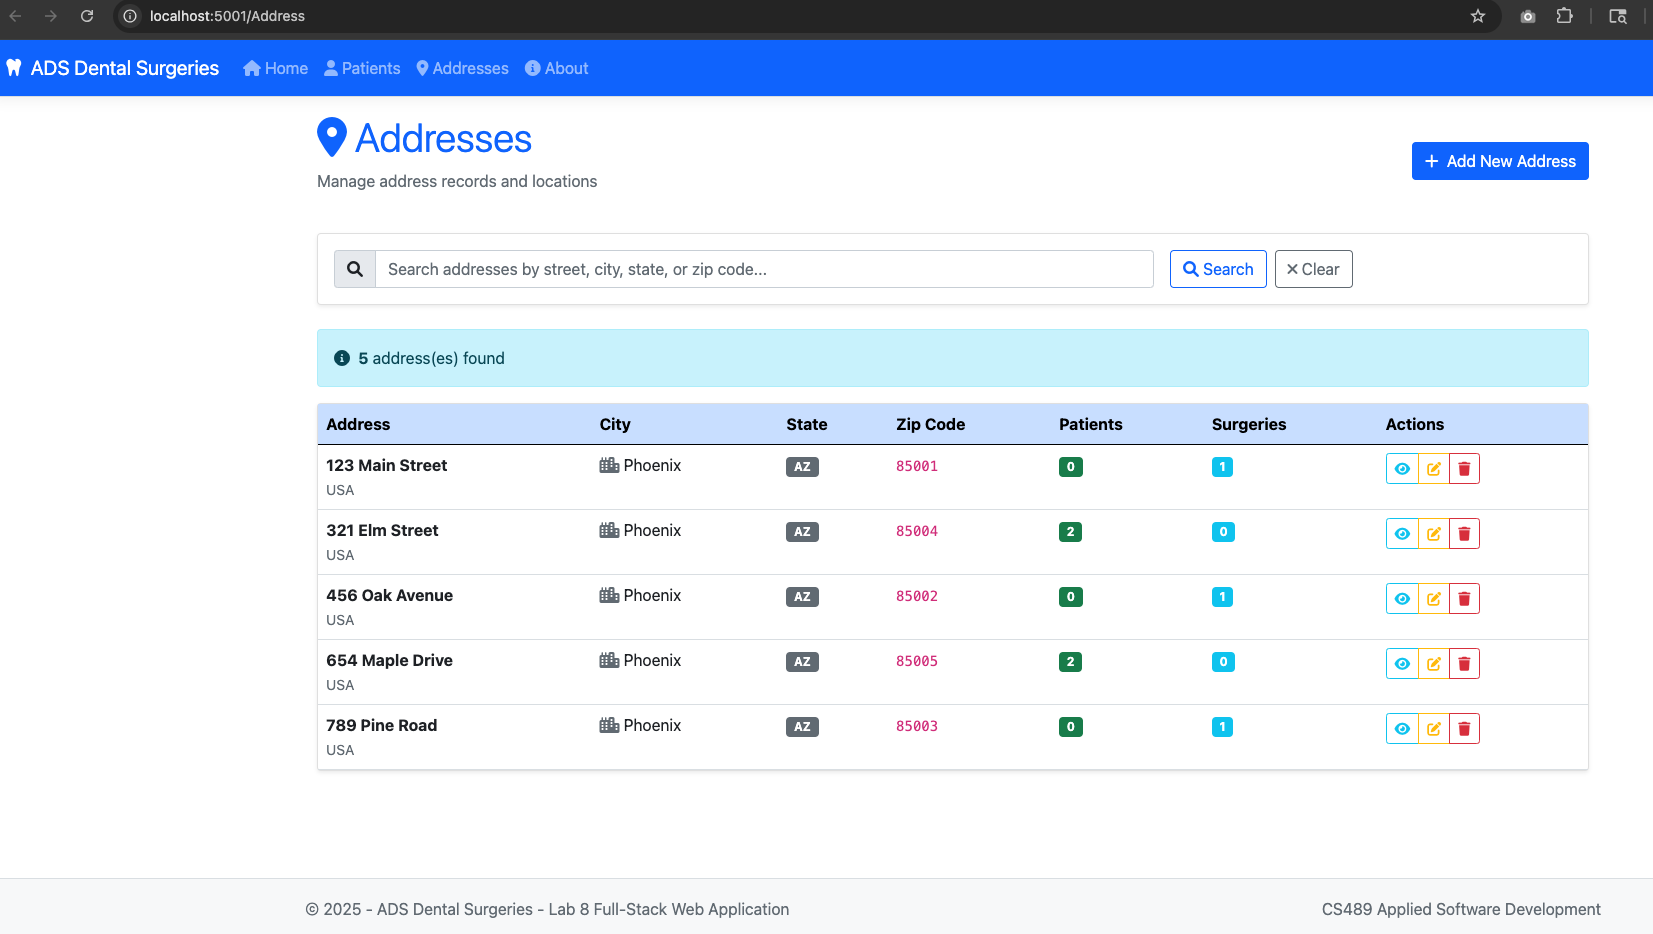 localhost:5001/Address
ADS Dental Surgeries Home Patients Addresses About
Addresses
Manage address records and locations
Add New Address
Search addresses by street, city, state, or zip code...
Search
Clear
5 address(es) found
Address City State Zip Code Patients Surgeries Actions
123 Main Street Phoenix AZ 85001 0 1
USA
321 Elm Street Phoenix AZ 85004 2 0
USA
456 Oak Avenue Phoenix AZ 85002 0 1
USA
654 Maple Drive Phoenix AZ 85005 2 0
USA
789 Pine Road Phoenix AZ 85003 0 1
USA
© 2025 - ADS Dental Surgeries - Lab 8 Full-Stack Web Application
CS489 Applied Software Development